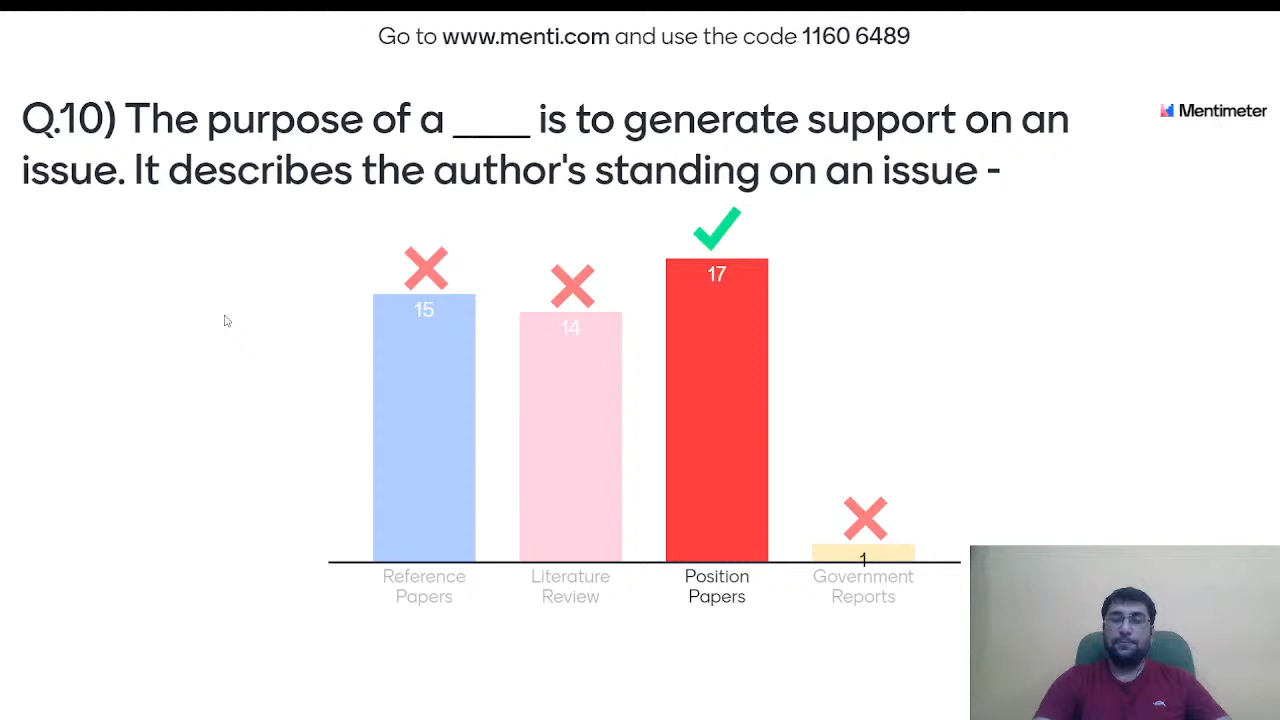 Go to www.menti.com and use the code 1160 6489
Mentimeter
Q.10) The purpose of a ____ is to generate support on an
issue. It describes the author's standing on an issue -
15
14
17
1
Reference
Papers
Literature
Review
Position
Papers
Government
Reports